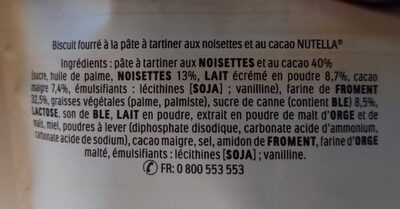 Biscuit fourré à la pâte à tartiner aux noisettes et au cacao NUTELLA®
Ingrédients : pâte à tartiner aux NOISETTES et au cacao 40%
(sucre, huile de palme, NOISETTES 13%, LAIT écrémé en poudre 8,7%, cacao
maigre 7,4%, émulsifiants : lécithines [SOJA] ; vanilline), farine de FROMENT
32,5%, graisses végétales (palme, palmiste), sucre de canne (contient BLE) 8,5%,
LACTOSE, son de BLE, LAIT en poudre, extrait en poudre de malt d'ORGE et de
maïs, miel, poudres à lever (diphosphate disodique, carbonate acide d'ammonium,
carbonate acide de sodium), cacao maigre, sel, amidon de FROMENT, farine d'ORGE
malté, émulsifiants : lécithines [SOJA] ; vanilline.
FR: 0 800 553 553